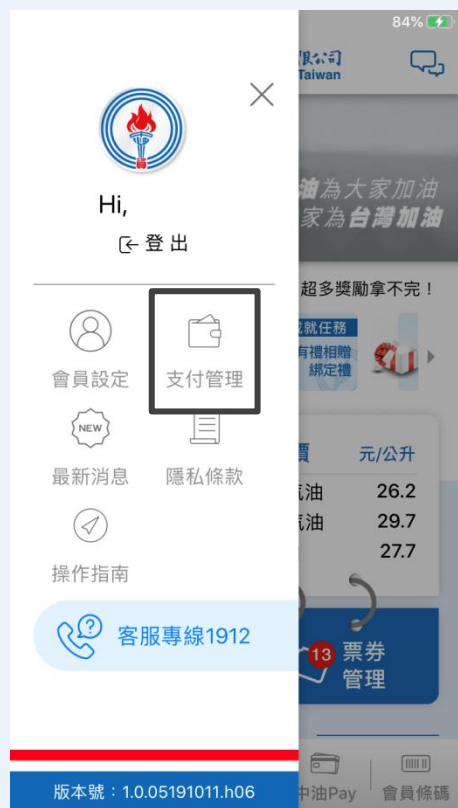 84%
限公司
Taiwan
Hi,
登出
油為大家加油
家為台灣加油
超多獎勵拿不完！
成就任務
有禮相贈
綁定禮
會員設定
支付管理
NEW
最新消息
隱私條款
操作指南
客服專線1912
價
元/公升
汽油 26.2
汽油 29.7
27.7
13
票券
管理
中油Pay
會員條碼
版本號：1.0.05191011.h06